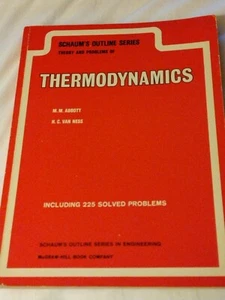 SCHAUM'S OUTLINE SERIES
THEORY AND PROBLEMS OF
THERMODYNAMICS
M. M. ABBOTT
H. C. VAN NESS
INCLUDING 225 SOLVED PROBLEMS
SCHAUM'S OUTLINE SERIES IN ENGINEERING
McGRAW-HILL BOOK COMPANY